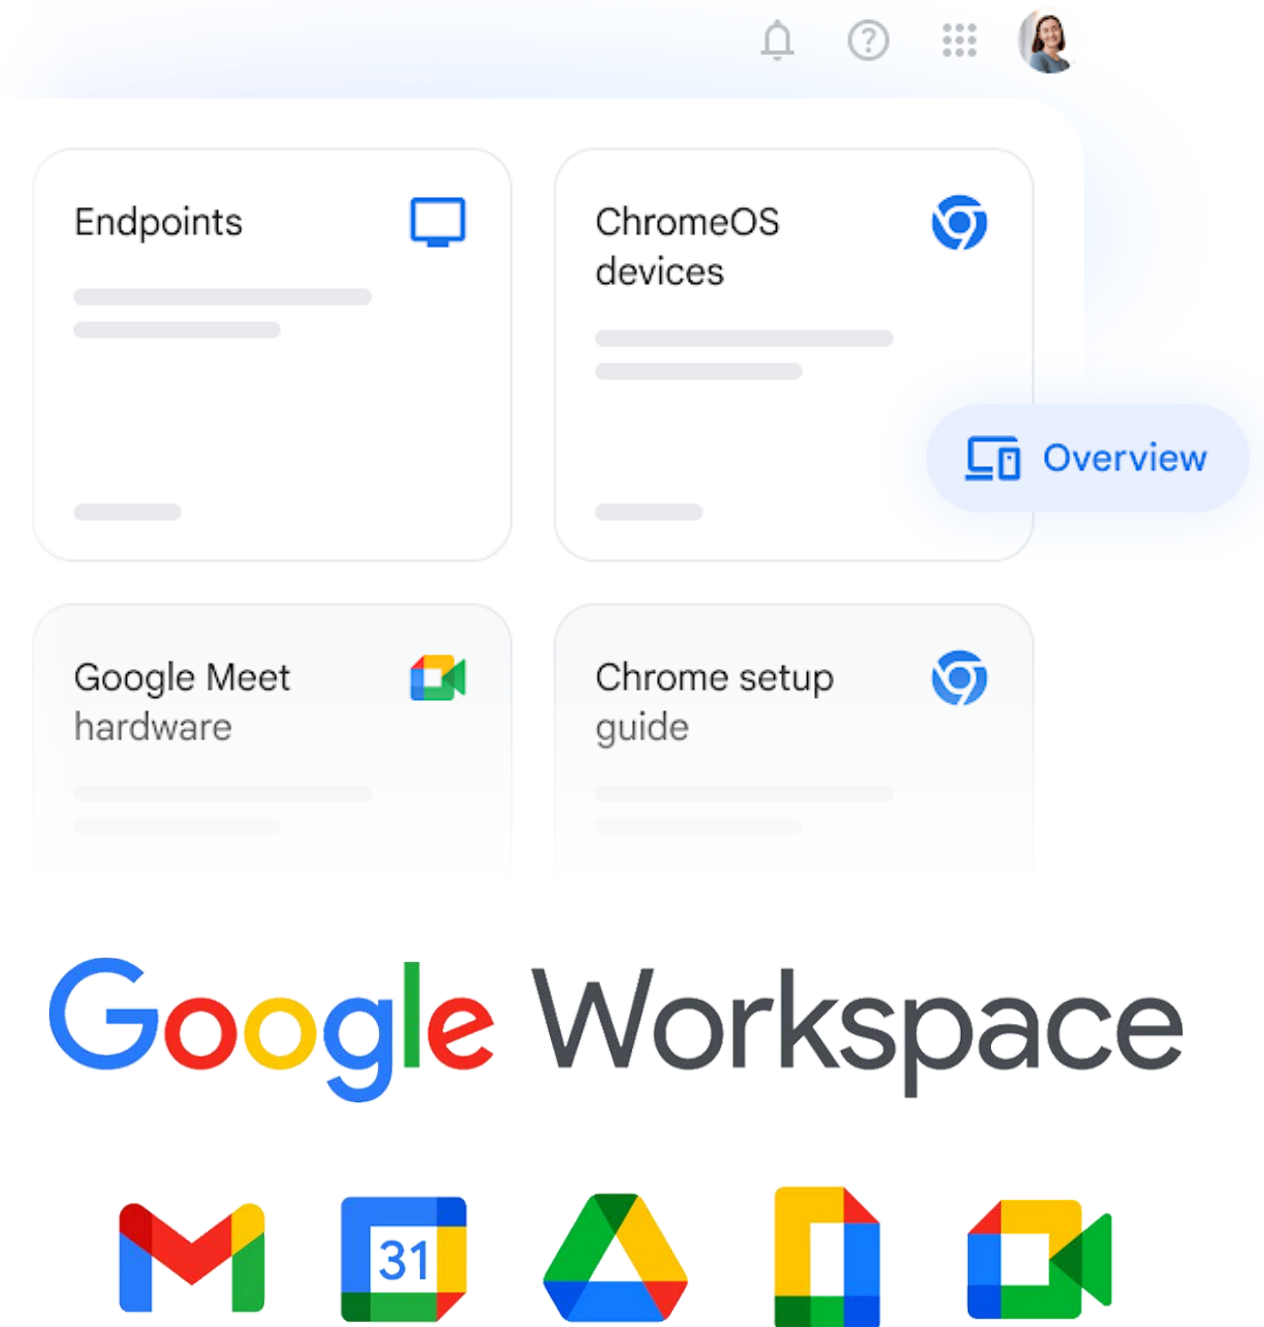 Endpoints
ChromeOS
devices
Overview
Google Meet
hardware
Chrome setup
guide
Google Workspace
31